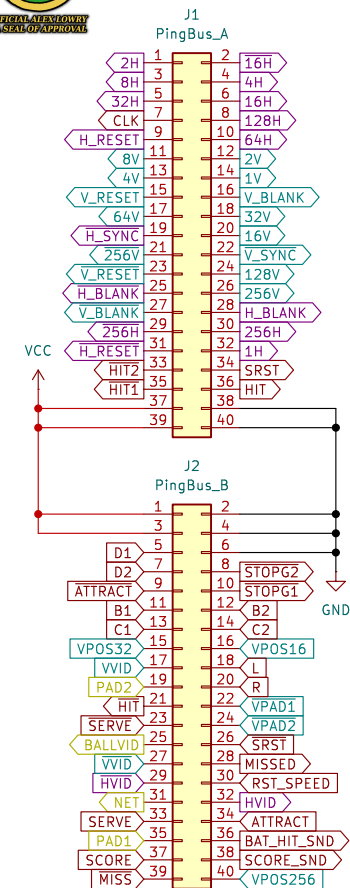 FICIAL ALEX LOWRY
SEAL OF APPROVAL
J1
PingBus_A
2H 1 2 16H
8H 3 4 4H
32H 5 6 16H
CLK 7 8 128H
H_RESET 9 10 64H
8V 11 12 2V
4V 13 14 1V
V_RESET 15 16 V_BLANK
64V 17 18 32V
H_SYNC 19 20 16V
256V 21 22 V_SYNC
V_RESET 23 24 128V
H_BLANK 25 26 256V
V_BLANK 27 28 H_BLANK
256H 29 30 256H
H_RESET 31 32 1H
VCC
HIT2 33 34 SRST
HIT1 35 36 HIT
37 38
39 40
J2
PingBus_B
1 2
3 4
D1 5 6
D2 7 8 STOPG2
ATTRACT 9 10 STOPG1
GND
B1 11 12 B2
C1 13 14 C2
VPOS32 15 16 VPOS16
VVID 17 18 L
PAD2 19 20 R
HIT 21 22 VPAD1
SERVE 23 24 VPAD2
BALLVID 25 26 SRST
VVID 27 28 MISSED
HVID 29 30 RST_SPEED
NET 31 32 HVID
SERVE 33 34 ATTRACT
PAD1 35 36 BAT_HIT_SND
SCORE 37 38 SCORE_SND
MISS 39 40 VPOS256